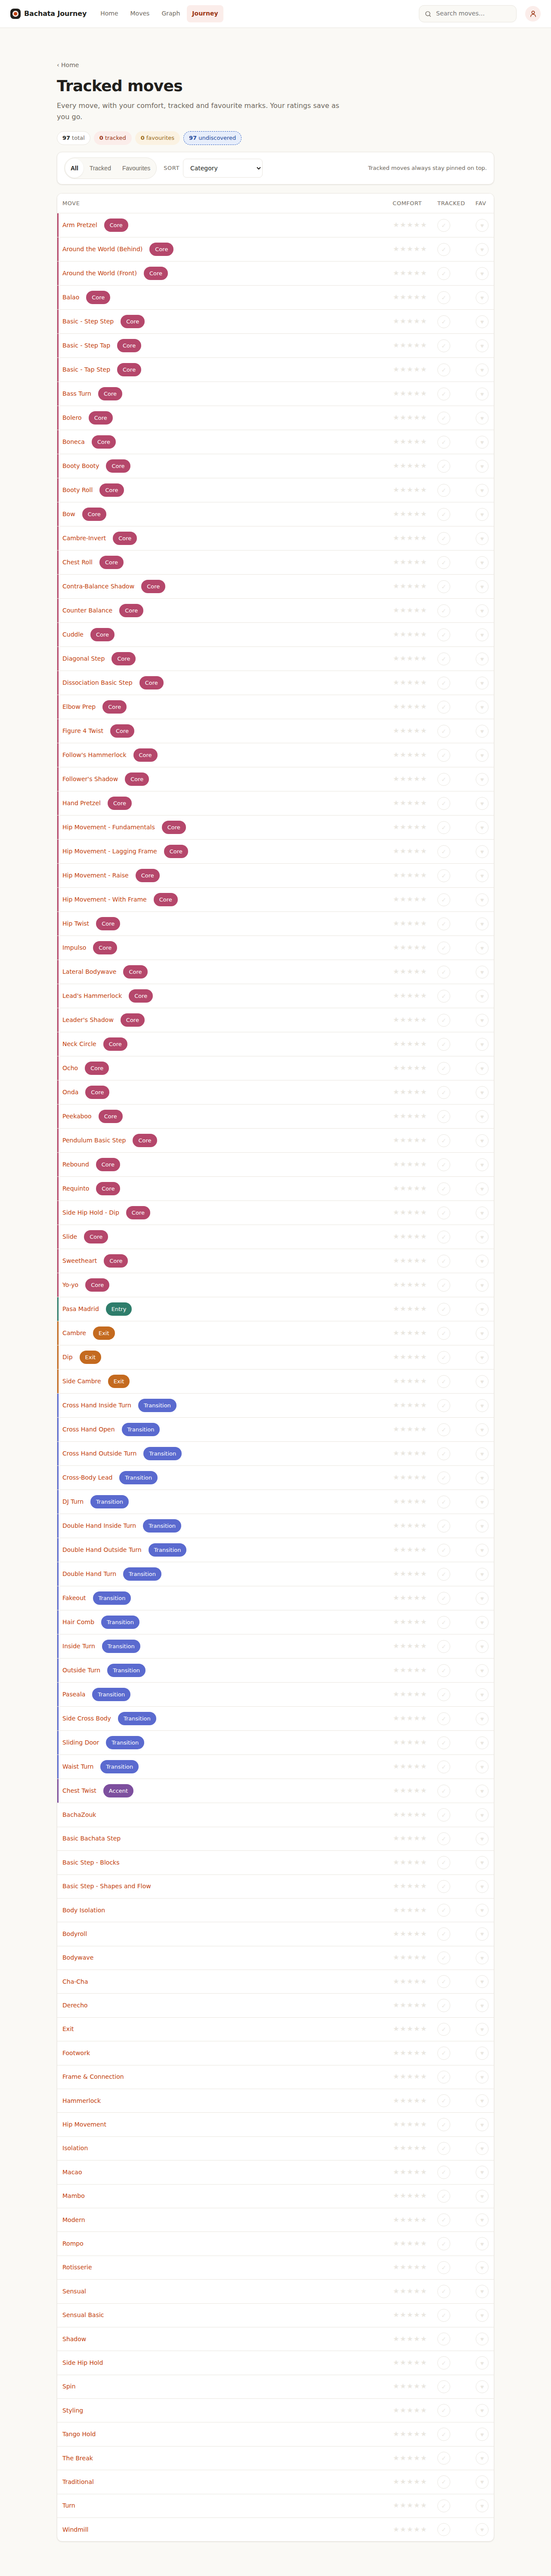 Bachata Journey Home Moves Graph Journey Search moves...
‹ Home
Tracked moves
Every move, with your comfort, tracked and favourite marks. Your ratings save as
you go.
97 total 0 tracked 0 favourites 97 undiscovered
All Tracked Favourites SORT Category Tracked moves always stay pinned on top.
MOVE COMFORT TRACKED FAV
Arm Pretzel Core
Around the World (Behind) Core
Around the World (Front) Core
Balao Core
Basic - Step Step Core
Basic - Step Tap Core
Basic - Tap Step Core
Bass Turn Core
Bolero Core
Boneca Core
Booty Booty Core
Booty Roll Core
Bow Core
Cambre-Invert Core
Chest Roll Core
Contra-Balance Shadow Core
Counter Balance Core
Cuddle Core
Diagonal Step Core
Dissociation Basic Step Core
Elbow Prep Core
Figure 4 Twist Core
Follow's Hammerlock Core
Follower's Shadow Core
Hand Pretzel Core
Hip Movement - Fundamentals Core
Hip Movement - Lagging Frame Core
Hip Movement - Raise Core
Hip Movement - With Frame Core
Hip Twist Core
Impulso Core
Lateral Bodywave Core
Lead's Hammerlock Core
Leader's Shadow Core
Neck Circle Core
Ocho Core
Onda Core
Peekaboo Core
Pendulum Basic Step Core
Rebound Core
Requinto Core
Side Hip Hold - Dip Core
Slide Core
Sweetheart Core
Yo-yo Core
Pasa Madrid Entry
Cambre Exit
Dip Exit
Side Cambre Exit
Cross Hand Inside Turn Transition
Cross Hand Open Transition
Cross Hand Outside Turn Transition
Cross-Body Lead Transition
DJ Turn Transition
Double Hand Inside Turn Transition
Double Hand Outside Turn Transition
Double Hand Turn Transition
Fakeout Transition
Hair Comb Transition
Inside Turn Transition
Outside Turn Transition
Paseala Transition
Side Cross Body Transition
Sliding Door Transition
Waist Turn Transition
Chest Twist Accent
BachaZouk
Basic Bachata Step
Basic Step - Blocks
Basic Step - Shapes and Flow
Body Isolation
Bodyroll
Bodywave
Cha-Cha
Derecho
Exit
Footwork
Frame & Connection
Hammerlock
Hip Movement
Isolation
Macao
Mambo
Modern
Rompo
Rotisserie
Sensual
Sensual Basic
Shadow
Side Hip Hold
Spin
Styling
Tango Hold
The Break
Traditional
Turn
Windmill